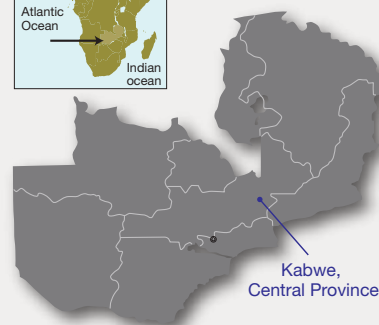 Atlantic
Ocean
Indian
ocean
Kabwe,
Central Province